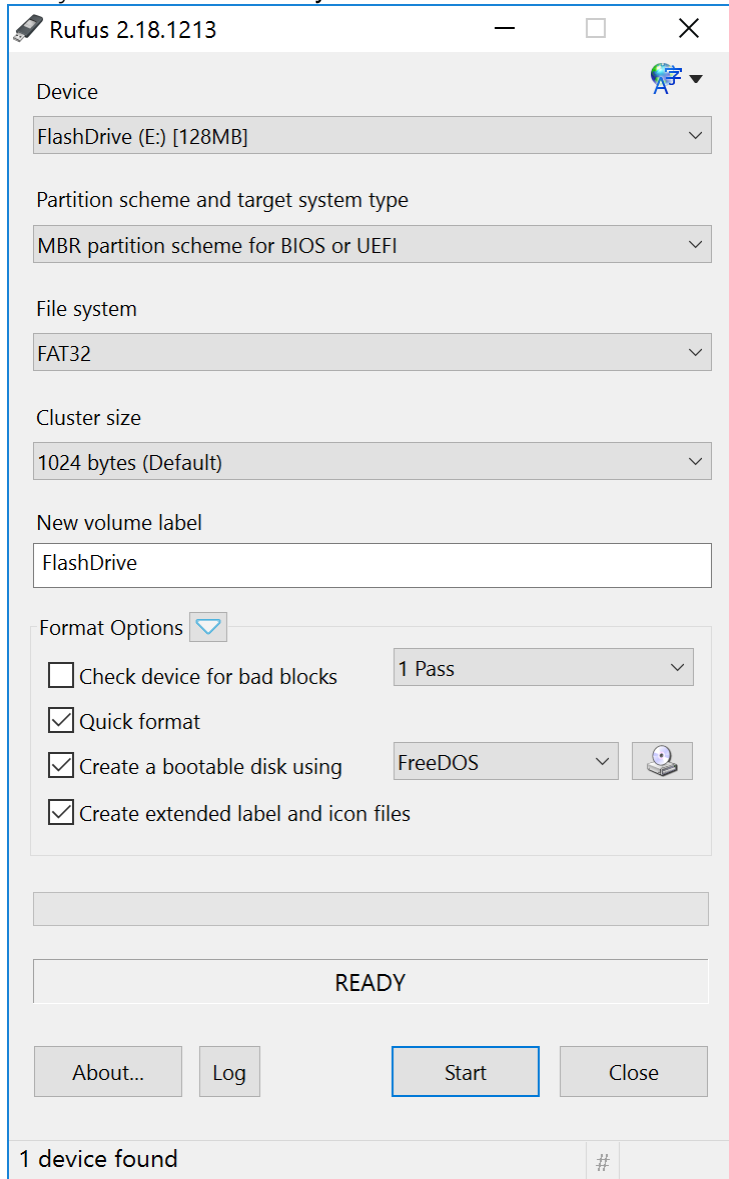 Rufus 2.18.1213
Device
FlashDrive (E:) [128MB]
Partition scheme and target system type
MBR partition scheme for BIOS or UEFI
File system
FAT32
Cluster size
1024 bytes (Default)
New volume label
FlashDrive
Format Options
Check device for bad blocks 1 Pass
Quick format
Create a bootable disk using FreeDOS
Create extended label and icon files
READY
About... Log Start Close
1 device found #